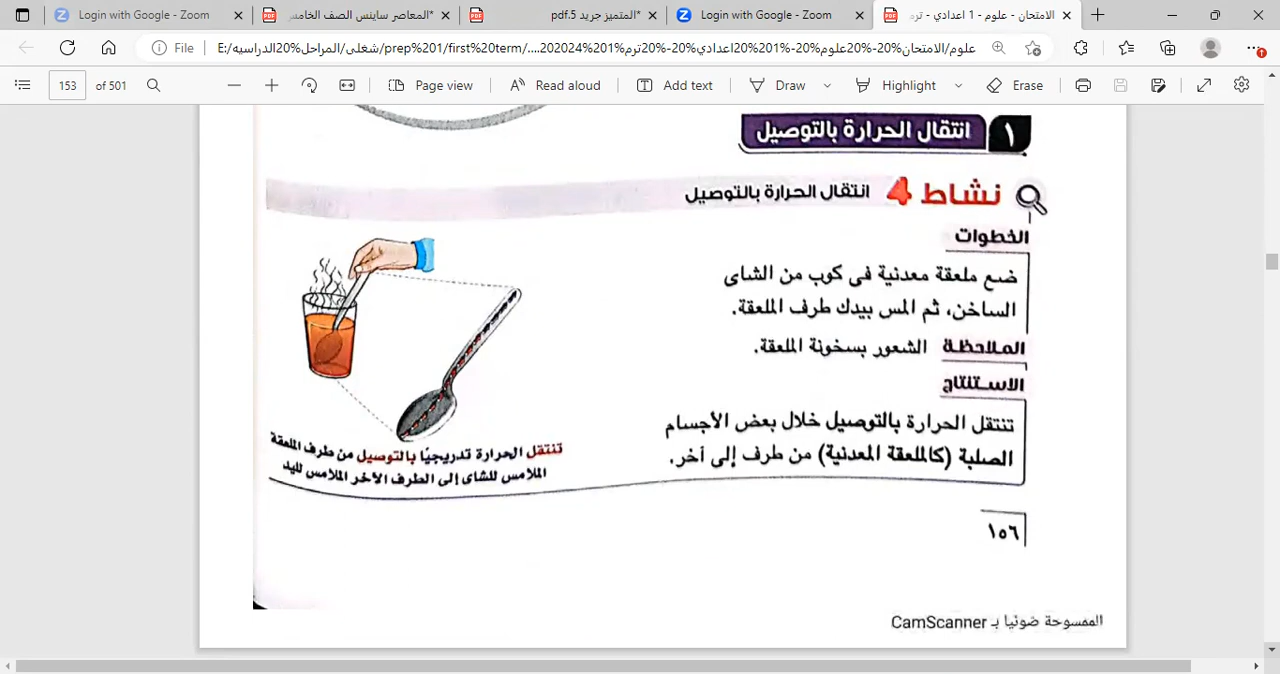 Login with Google - Zoom
*المعاصر ساينس الصف الخامس
*المتميز جريد 5.pdf
Login with Google - Zoom
الامتحان - علوم - 1 اعدادي - ترم
File
E:/شغلى/المراحل%20الدراسيه/prep%201/first%20term/علوم/الامتحان%20-%20علوم%20-%201%20اعدادي%20-%20ترم%201%202024....
153 of 501
Page view
Read aloud
Add text
Draw
Highlight
Erase
١ انتقال الحرارة بالتوصيل
نشاط 4 انتقال الحرارة بالتوصيل
الخطوات
ضع ملعقة معدنية فى كوب من الشاى
الساخن، ثم المس بيدك طرف الملعقة.
الملاحظة الشعور بسخونة الملعقة.
الاستنتاج
تنتقل الحرارة بالتوصيل خلال بعض الأجسام
الصلبة (كالملعقة المعدنية) من طرف إلى آخر.
تنتقل الحرارة تدريجيًا بالتوصيل من طرف الملعقة
الملامس للشاى إلى الطرف الآخر الملامس لليد
١٥٦
الممسوحة ضوئيا بـ CamScanner